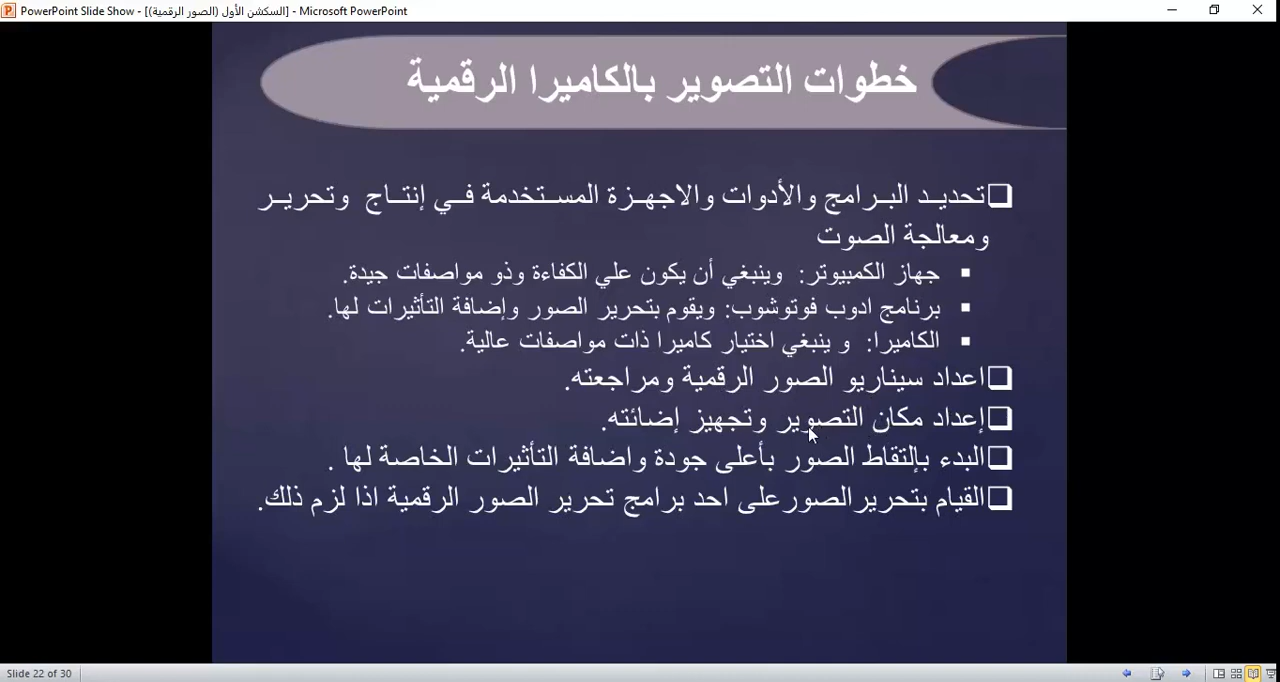 PowerPoint Slide Show - [السكشن الأول (الصور الرقمية)] - Microsoft PowerPoint
خطوات التصوير بالكاميرا الرقمية
تحديد البرامج والأدوات والاجهزة المستخدمة في إنتاج وتحرير
ومعالجة الصوت
جهاز الكمبيوتر: وينبغي أن يكون علي الكفاءة وذو مواصفات جيدة.
برنامج ادوب فوتوشوب: ويقوم بتحرير الصور وإضافة التأثيرات لها.
الكاميرا: و ينبغي اختيار كاميرا ذات مواصفات عالية.
اعداد سيناريو الصور الرقمية ومراجعته.
إعداد مكان التصوير وتجهيز إضائته.
البدء بإلتقاط الصور بأعلى جودة واضافة التأثيرات الخاصة لها .
القيام بتحريرالصورعلى احد برامج تحرير الصور الرقمية اذا لزم ذلك.
Slide 22 of 30